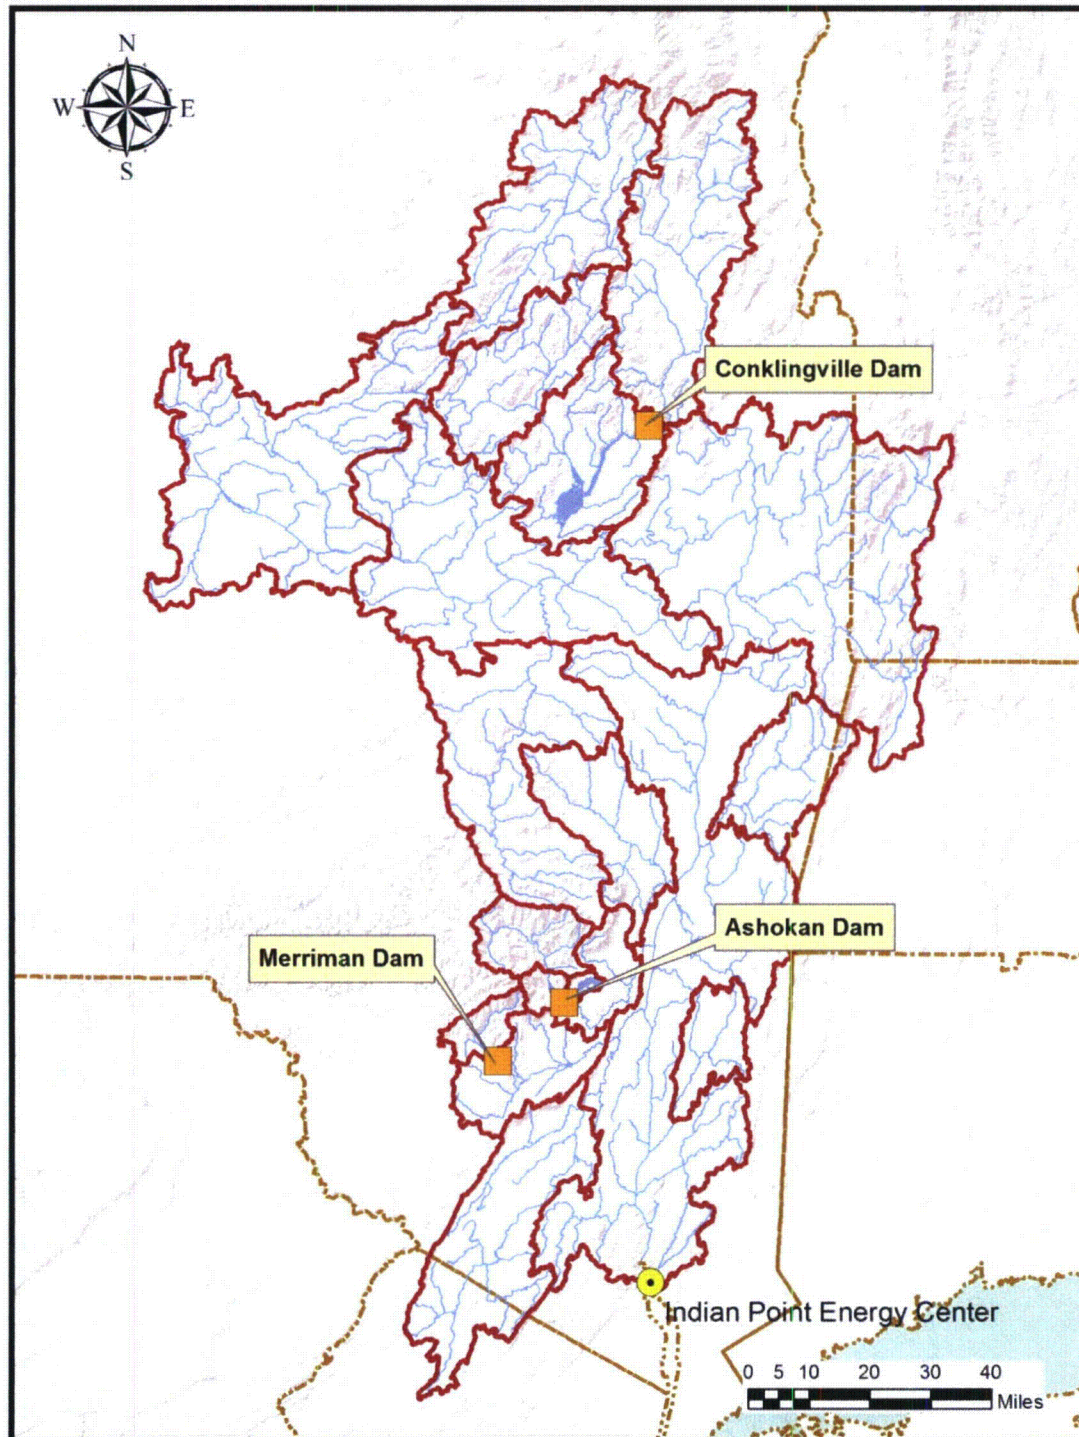 N
W E
S
Conklingville Dam
Ashokan Dam
Merriman Dam
Indian Point Energy Center
0 5 10 20 30 40
Miles